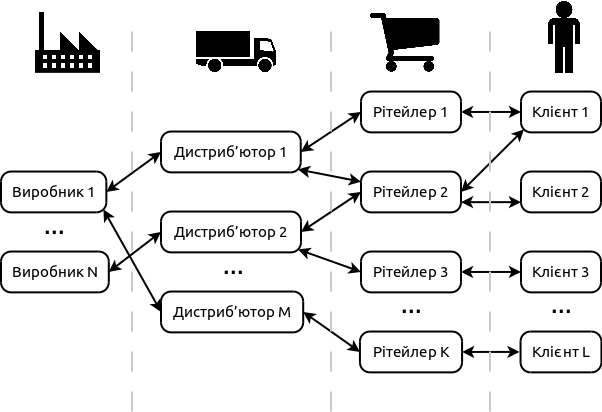 Виробник 1
...
Виробник N
Дистриб’ютор 1
Дистриб’ютор 2
...
Дистриб’ютор M
Рітейлер 1
Рітейлер 2
Рітейлер 3
...
Рітейлер K
Клієнт 1
Клієнт 2
Клієнт 3
...
Клієнт L